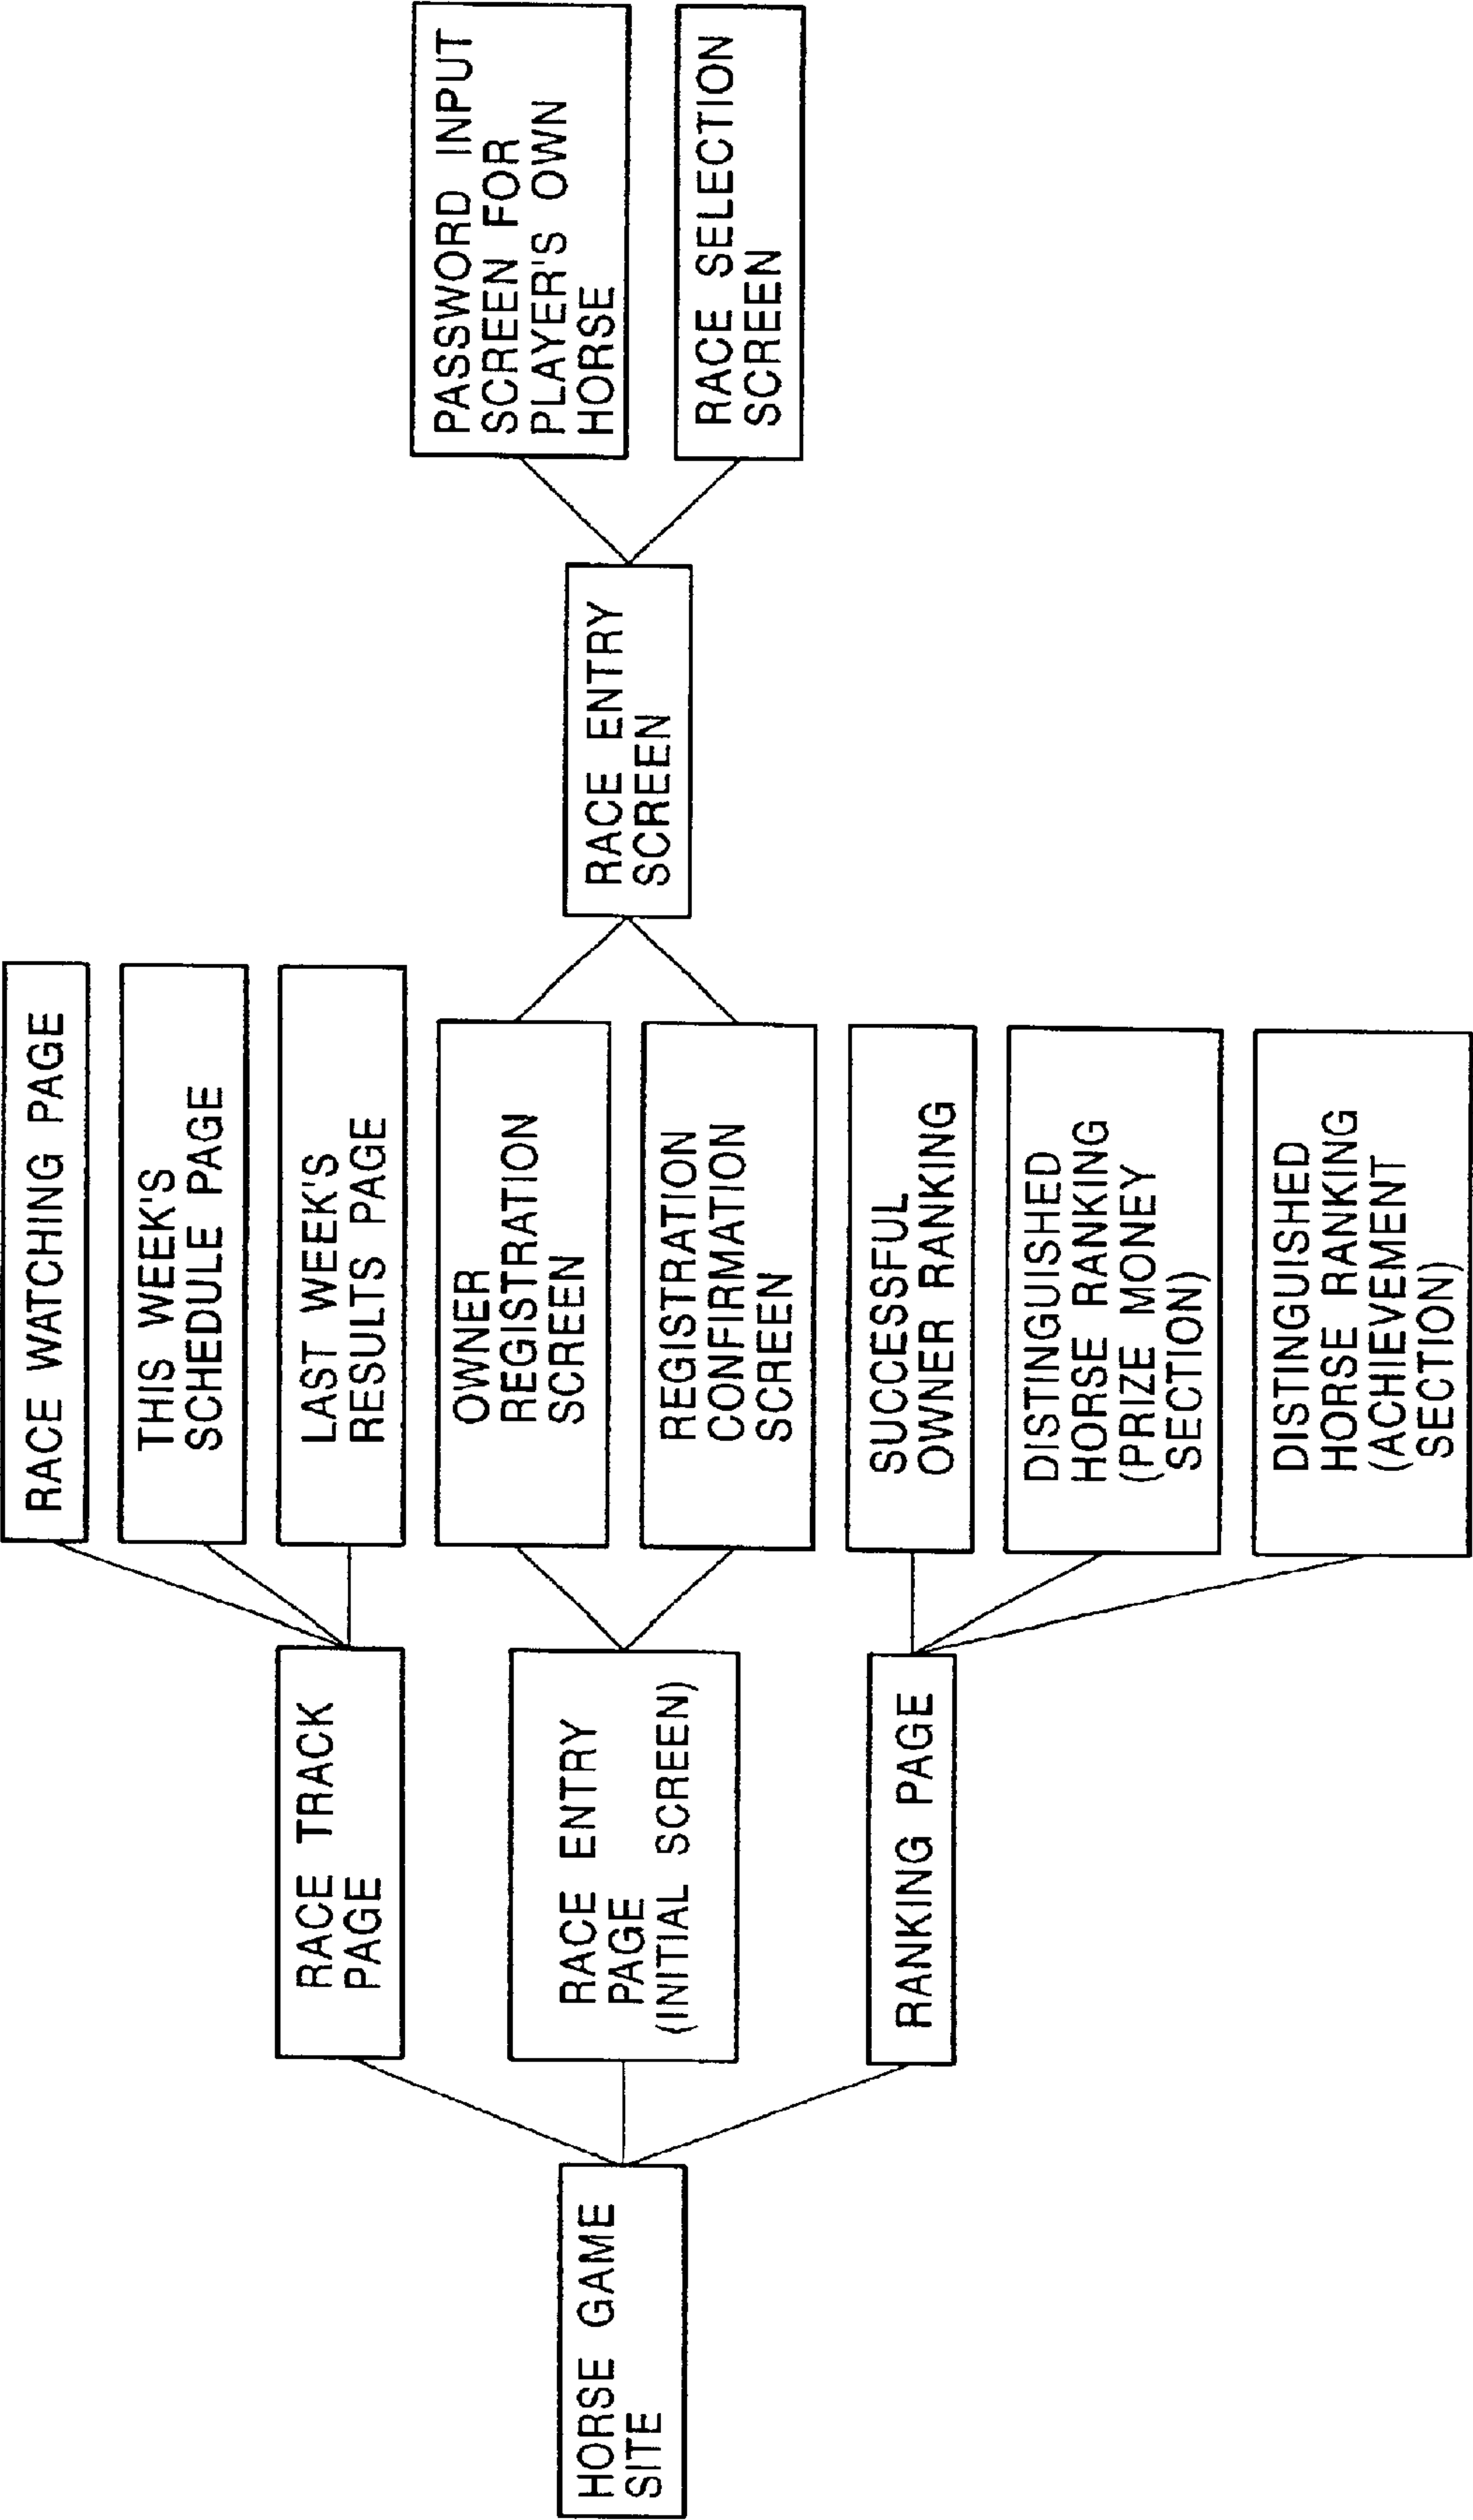 HORSE GAME
SITE
RACE TRACK
PAGE
RACE ENTRY
PAGE
(INITIAL SCREEN)
RANKING PAGE
RACE WATCHING PAGE
THIS WEEK'S
SCHEDULE PAGE
LAST WEEK'S
RESULTS PAGE
OWNER
REGISTRATION
SCREEN
REGISTRATION
CONFIRMATION
SCREEN
SUCCESSFUL
OWNER RANKING
DISTINGUISHED
HORSE RANKING
(PRIZE MONEY
SECTION)
DISTINGUISHED
HORSE RANKING
(ACHIEVEMENT
SECTION)
RACE ENTRY
SCREEN
PASSWORD INPUT
SCREEN FOR
PLAYER'S OWN
HORSE
RACE SELECTION
SCREEN